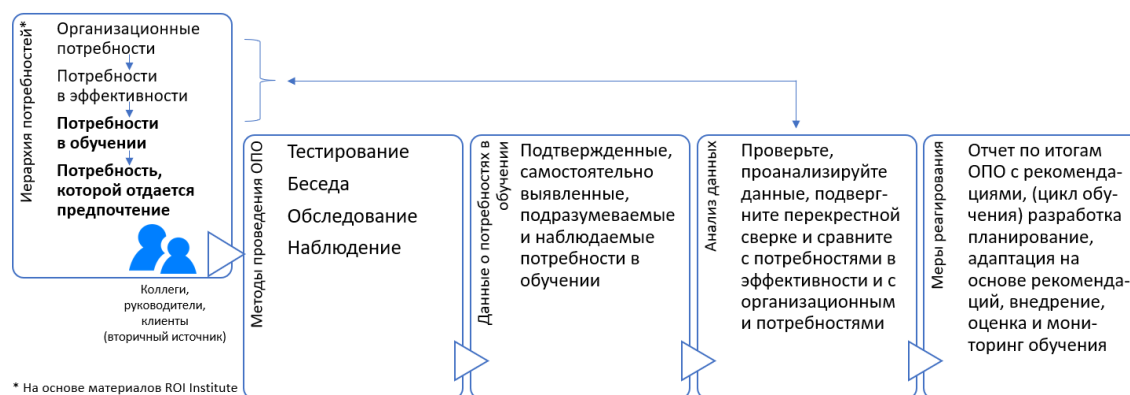 Иерархия потребностей*
Организационные
потребности
Потребности
в эффективности
Потребности
в обучении
Потребность,
которой отдается
предпочтение
Коллеги,
руководители,
клиенты
(вторичный источник)
* На основе материалов ROI Institute
Методы проведения ОПО
Тестирование
Беседа
Обследование
Наблюдение
Данные о потребностях в
обучении
Подтвержденные,
самостоятельно
выявленные,
подразумеваемые
и наблюдаемые
потребности в
обучении
Анализ данных
Проверьте,
проанализируйте
данные, подверг-
ните перекрестной
сверке и сравните
с потребностями в
эффективности и с
организационным
и потребностями
Меры реагирования
Отчет по итогам
ОПО с рекоменда-
циями, (цикл обу-
чения) разработка
планирование,
адаптация на
основе рекоменда-
ций, внедрение,
оценка и мони-
торинг обучения